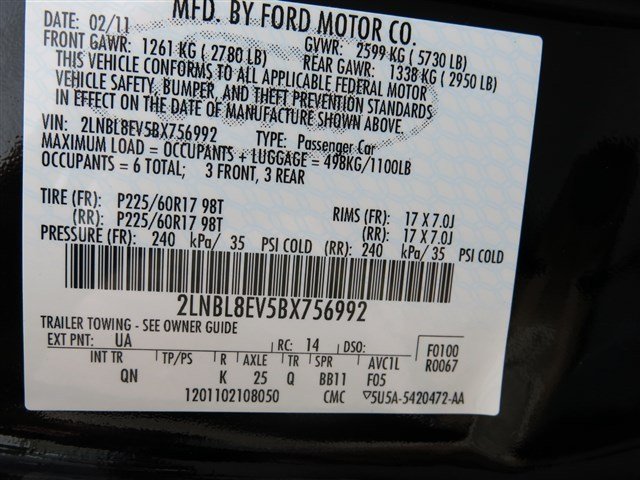 MFD. BY FORD MOTOR CO.
DATE: 02/11 GVWR: 2599 KG ( 5730 LB)
FRONT GAWR: 1261 KG ( 2780 LB) REAR GAWR: 1338 KG ( 2950 LB)
THIS VEHICLE CONFORMS TO ALL APPLICABLE FEDERAL MOTOR
VEHICLE SAFETY, BUMPER, AND THEFT PREVENTION STANDARDS
IN EFFECT ON THE DATE OF MANUFACTURE SHOWN ABOVE.
VIN: 2LNBL8EV5BX756992 TYPE: Passenger Car
MAXIMUM LOAD = OCCUPANTS + LUGGAGE = 498KG/1100LB
OCCUPANTS = 6 TOTAL; 3 FRONT, 3 REAR
TIRE (FR): P225/60R17 98T RIMS (FR): 17 X 7.0J
(RR): P225/60R17 98T (RR): 17 X 7.0J
PRESSURE (FR): 240 kPa/ 35 PSI COLD (RR): 240 kPa/ 35 PSI COLD
2LNBL8EV5BX756992
TRAILER TOWING - SEE OWNER GUIDE
EXT PNT: UA RC: 14 DSO: F0100
R0067
INT TR TP/PS R AXLE TR SPR AVC1L
QN K 25 Q BB11 F05
1201102108050 CMC ▽5U5A-5420472-AA